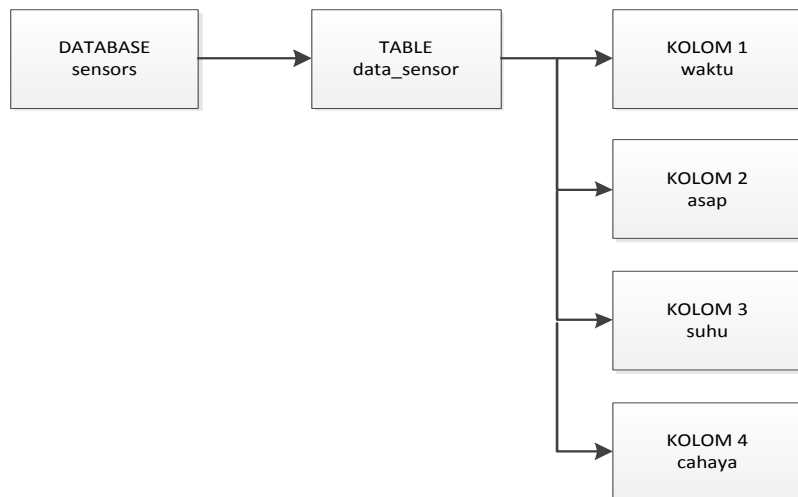 DATABASE
sensors
TABLE
data_sensor
KOLOM 1
waktu
KOLOM 2
asap
KOLOM 3
suhu
KOLOM 4
cahaya